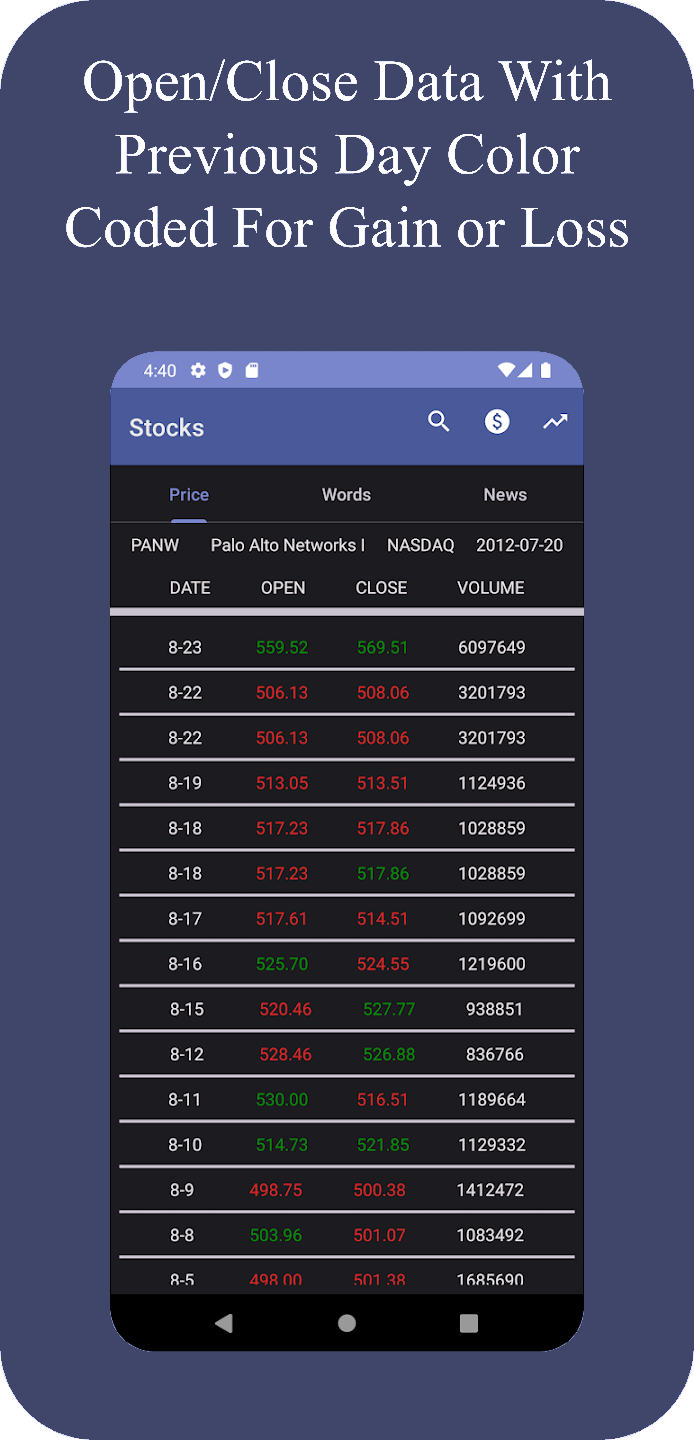 Open/Close Data With
Previous Day Color
Coded For Gain or Loss
4:40
Stocks
Price Words News
PANW Palo Alto Networks I NASDAQ 2012-07-20
DATE OPEN CLOSE VOLUME
8-23 559.52 569.51 6097649
8-22 506.13 508.06 3201793
8-22 506.13 508.06 3201793
8-19 513.05 513.51 1124936
8-18 517.23 517.86 1028859
8-18 517.23 517.86 1028859
8-17 517.61 514.51 1092699
8-16 525.70 524.55 1219600
8-15 520.46 527.77 938851
8-12 528.46 526.88 836766
8-11 530.00 516.51 1189664
8-10 514.73 521.85 1129332
8-9 498.75 500.38 1412472
8-8 503.96 501.07 1083492
8-5 498.00 501.38 1685690